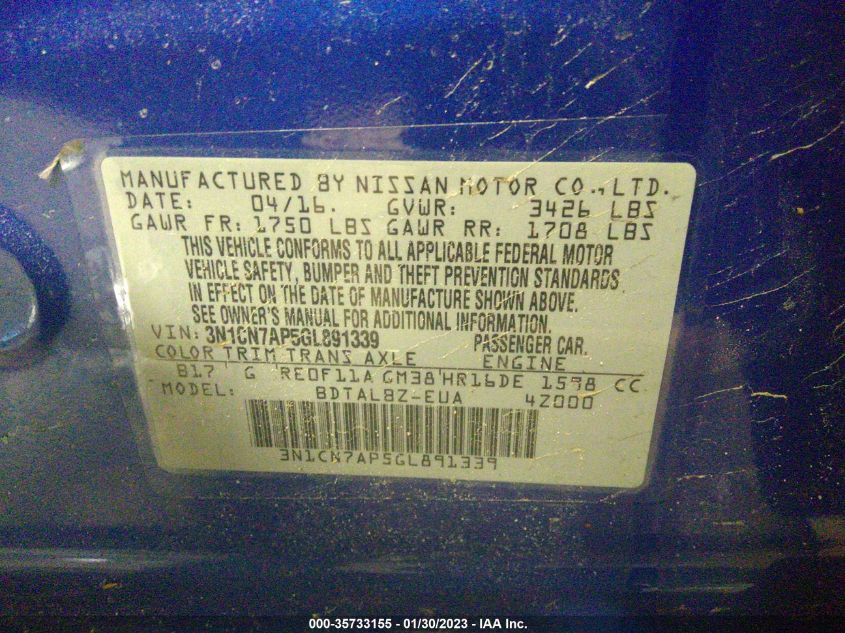 MANUFACTURED BY NISSAN MOTOR CO., LTD.
DATE: 04/16. GVWR: 3426 LBS
GAWR FR: 1750 LBS GAWR RR: 1708 LBS
THIS VEHICLE CONFORMS TO ALL APPLICABLE FEDERAL MOTOR
VEHICLE SAFETY, BUMPER AND THEFT PREVENTION STANDARDS
IN EFFECT ON THE DATE OF MANUFACTURE SHOWN ABOVE.
SEE OWNER'S MANUAL FOR ADDITIONAL INFORMATION.
VIN: 3N1CN7AP5GL891339 PASSENGER CAR.
COLOR TRIM TRANS AXLE ENGINE
B17 G RE0F11A GM38 HR16DE 1598 CC
MODEL: BDTALBZ-EUA 4Z000
3N1CN7AP5GL891339
000-35733155 — 01/30/2023 — IAA Inc.